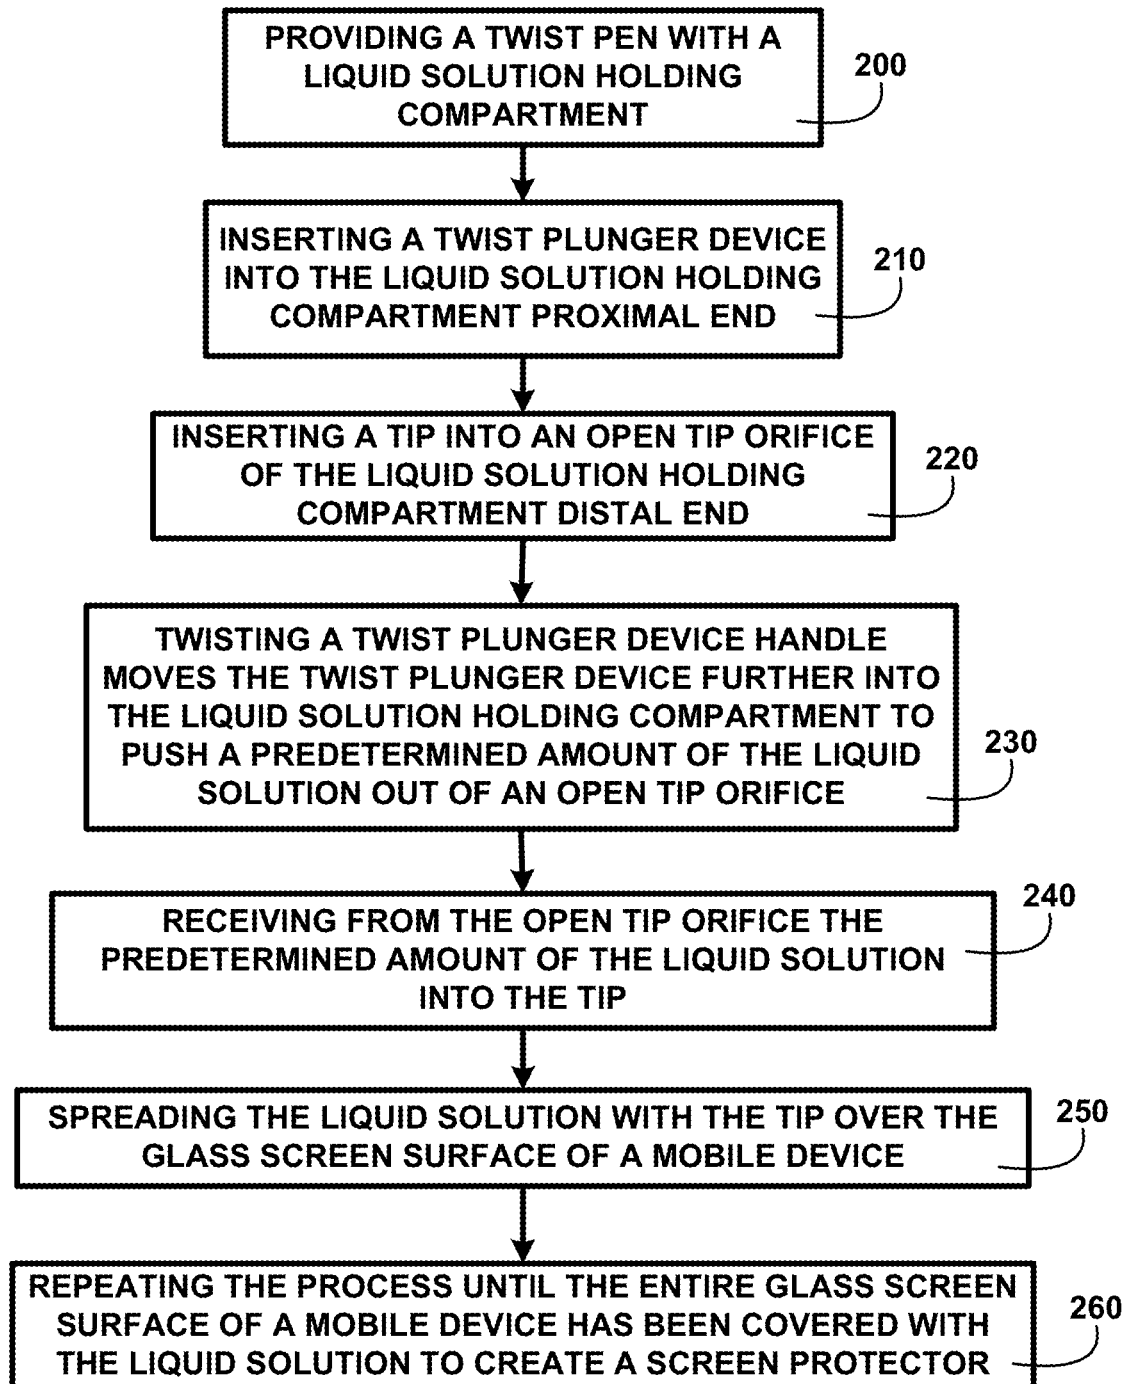 PROVIDING A TWIST PEN WITH A
LIQUID SOLUTION HOLDING
COMPARTMENT
200
INSERTING A TWIST PLUNGER DEVICE
INTO THE LIQUID SOLUTION HOLDING
COMPARTMENT PROXIMAL END
210
INSERTING A TIP INTO AN OPEN TIP ORIFICE
OF THE LIQUID SOLUTION HOLDING
COMPARTMENT DISTAL END
220
TWISTING A TWIST PLUNGER DEVICE HANDLE
MOVES THE TWIST PLUNGER DEVICE FURTHER INTO
THE LIQUID SOLUTION HOLDING COMPARTMENT TO
PUSH A PREDETERMINED AMOUNT OF THE LIQUID
SOLUTION OUT OF AN OPEN TIP ORIFICE
230
RECEIVING FROM THE OPEN TIP ORIFICE THE
PREDETERMINED AMOUNT OF THE LIQUID SOLUTION
INTO THE TIP
240
SPREADING THE LIQUID SOLUTION WITH THE TIP OVER THE
GLASS SCREEN SURFACE OF A MOBILE DEVICE
250
REPEATING THE PROCESS UNTIL THE ENTIRE GLASS SCREEN
SURFACE OF A MOBILE DEVICE HAS BEEN COVERED WITH
THE LIQUID SOLUTION TO CREATE A SCREEN PROTECTOR
260